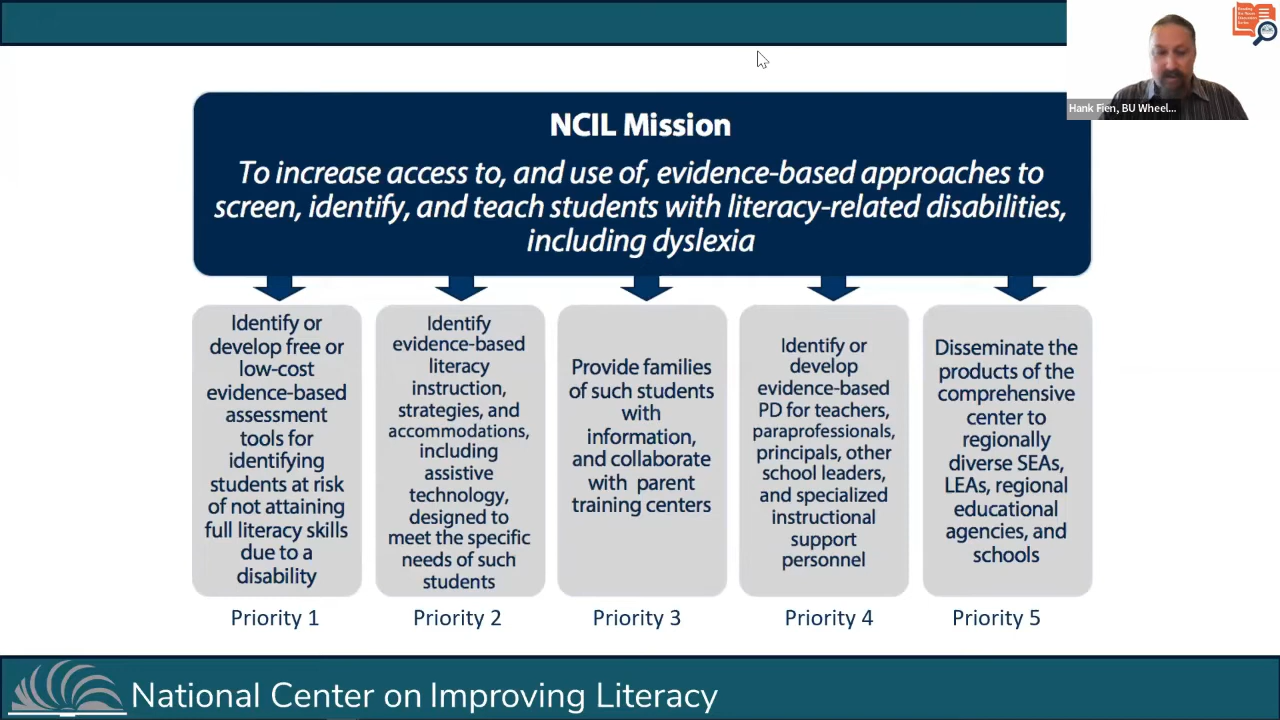 Hank Fien, BU Wheel...
NCIL Mission
To increase access to, and use of, evidence-based approaches to
screen, identify, and teach students with literacy-related disabilities,
including dyslexia
Identify or
develop free or
low-cost
evidence-based
assessment
tools for
identifying
students at risk
of not attaining
full literacy skills
due to a
disability
Priority 1
Identify
evidence-based
literacy
instruction,
strategies, and
accommodations,
including
assistive
technology,
designed to
meet the specific
needs of such
students
Priority 2
Provide families
of such students
with
information,
and collaborate
with parent
training centers
Priority 3
Identify or
develop
evidence-based
PD for teachers,
paraprofessionals,
principals, other
school leaders,
and specialized
instructional
support
personnel
Priority 4
Disseminate the
products of the
comprehensive
center to
regionally
diverse SEAs,
LEAs, regional
educational
agencies, and
schools
Priority 5
National Center on Improving Literacy